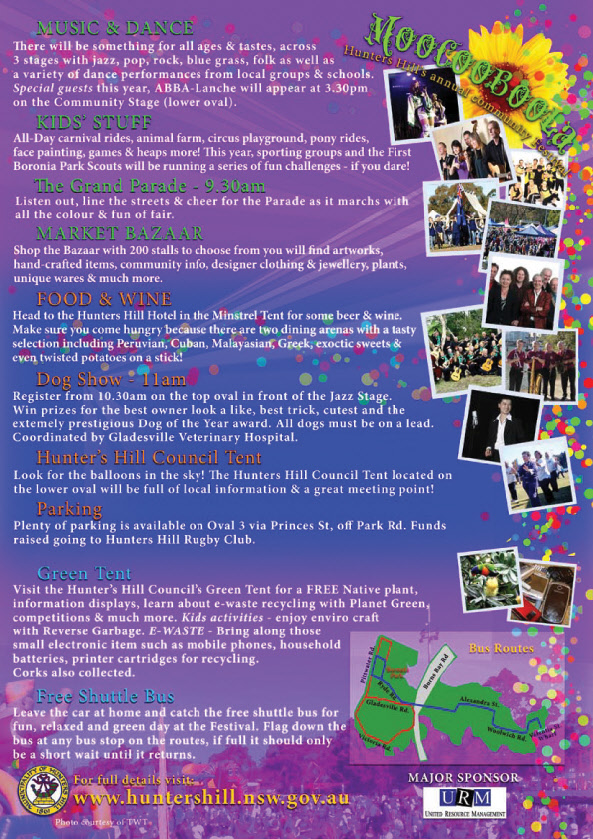 MooCooBooLa
Hunters Hill's annual community Festival
MUSIC & DANCE
There will be something for all ages & tastes, across
3 stages with jazz, pop, rock, blue grass, folk as well as
a variety of dance performances from local groups & schools.
Special guests this year, ABBA-Lanche will appear at 3.30pm
on the Community Stage (lower oval).
KIDS' STUFF
All-Day carnival rides, animal farm, circus playground, pony rides,
face painting, games & heaps more! This year, sporting groups and the First
Boronia Park Scouts will be running a series of fun challenges - if you dare!
The Grand Parade - 9.30am
Listen out, line the streets & cheer for the Parade as it marchs with
all the colour & fun of fair.
MARKET BAZAAR
Shop the Bazaar with 200 stalls to choose from you will find artworks,
hand-crafted items, community info, designer clothing & jewellery, plants,
unique wares & much more.
FOOD & WINE
Head to the Hunters Hill Hotel in the Minstrel Tent for some beer & wine.
Make sure you come hungry because there are two dining arenas with a tasty
selection including Peruvian, Cuban, Malayasian, Greek, exoctic sweets &
even twisted potatoes on a stick!
Dog Show - 11am
Register from 10.30am on the top oval in front of the Jazz Stage.
Win prizes for the best owner look a like, best trick, cutest and the
extemely prestigious Dog of the Year award. All dogs must be on a lead.
Coordinated by Gladesville Veterinary Hospital.
Hunter's Hill Council Tent
Look for the balloons in the sky! The Hunters Hill Council Tent located on
the lower oval will be full of local information & a great meeting point!
Parking
Plenty of parking is available on Oval 3 via Princes St, off Park Rd. Funds
raised going to Hunters Hill Rugby Club.
Green Tent
Visit the Hunter's Hill Council's Green Tent for a FREE Native plant,
information displays, learn about e-waste recycling with Planet Green,
competitions & much more. Kids activities - enjoy enviro craft
with Reverse Garbage. E-WASTE - Bring along those
small electronic item such as mobile phones, household
batteries, printer cartridges for recycling.
Corks also collected.
Free Shuttle Bus
Leave the car at home and catch the free shuttle bus for
fun, relaxed and green day at the Festival. Flag down the
bus at any bus stop on the routes, if full it should only
be a short wait until it returns.
Bus Routes
Pittwater Rd.
Boronia Park
Burns Bay Rd
Ryde Rd.
Gladesville Rd.
Alexandra St.
Woolwich Rd.
Valentia St Wharf
Victoria Rd.
For full details visit:
www.huntershill.nsw.gov.au
Photo courtesy of TWT
MAJOR SPONSOR
URM
UNITED RESOURCE MANAGEMENT